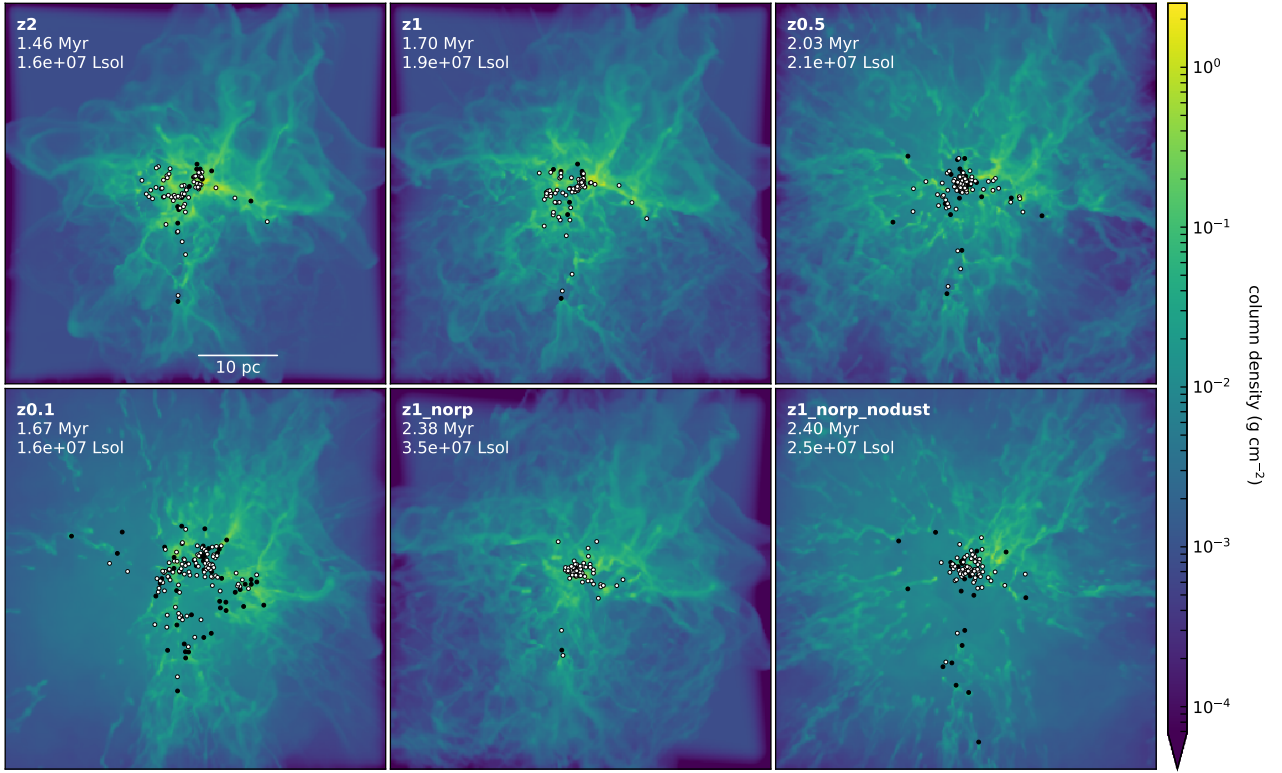 z2
1.46 Myr
1.6e+07 Lsol
10 pc
z1
1.70 Myr
1.9e+07 Lsol
z0.5
2.03 Myr
2.1e+07 Lsol
z0.1
1.67 Myr
1.6e+07 Lsol
z1_norp
2.38 Myr
3.5e+07 Lsol
z1_norp_nodust
2.40 Myr
2.5e+07 Lsol
10⁰
10⁻¹
10⁻²
10⁻³
10⁻⁴
column density (g cm⁻²)